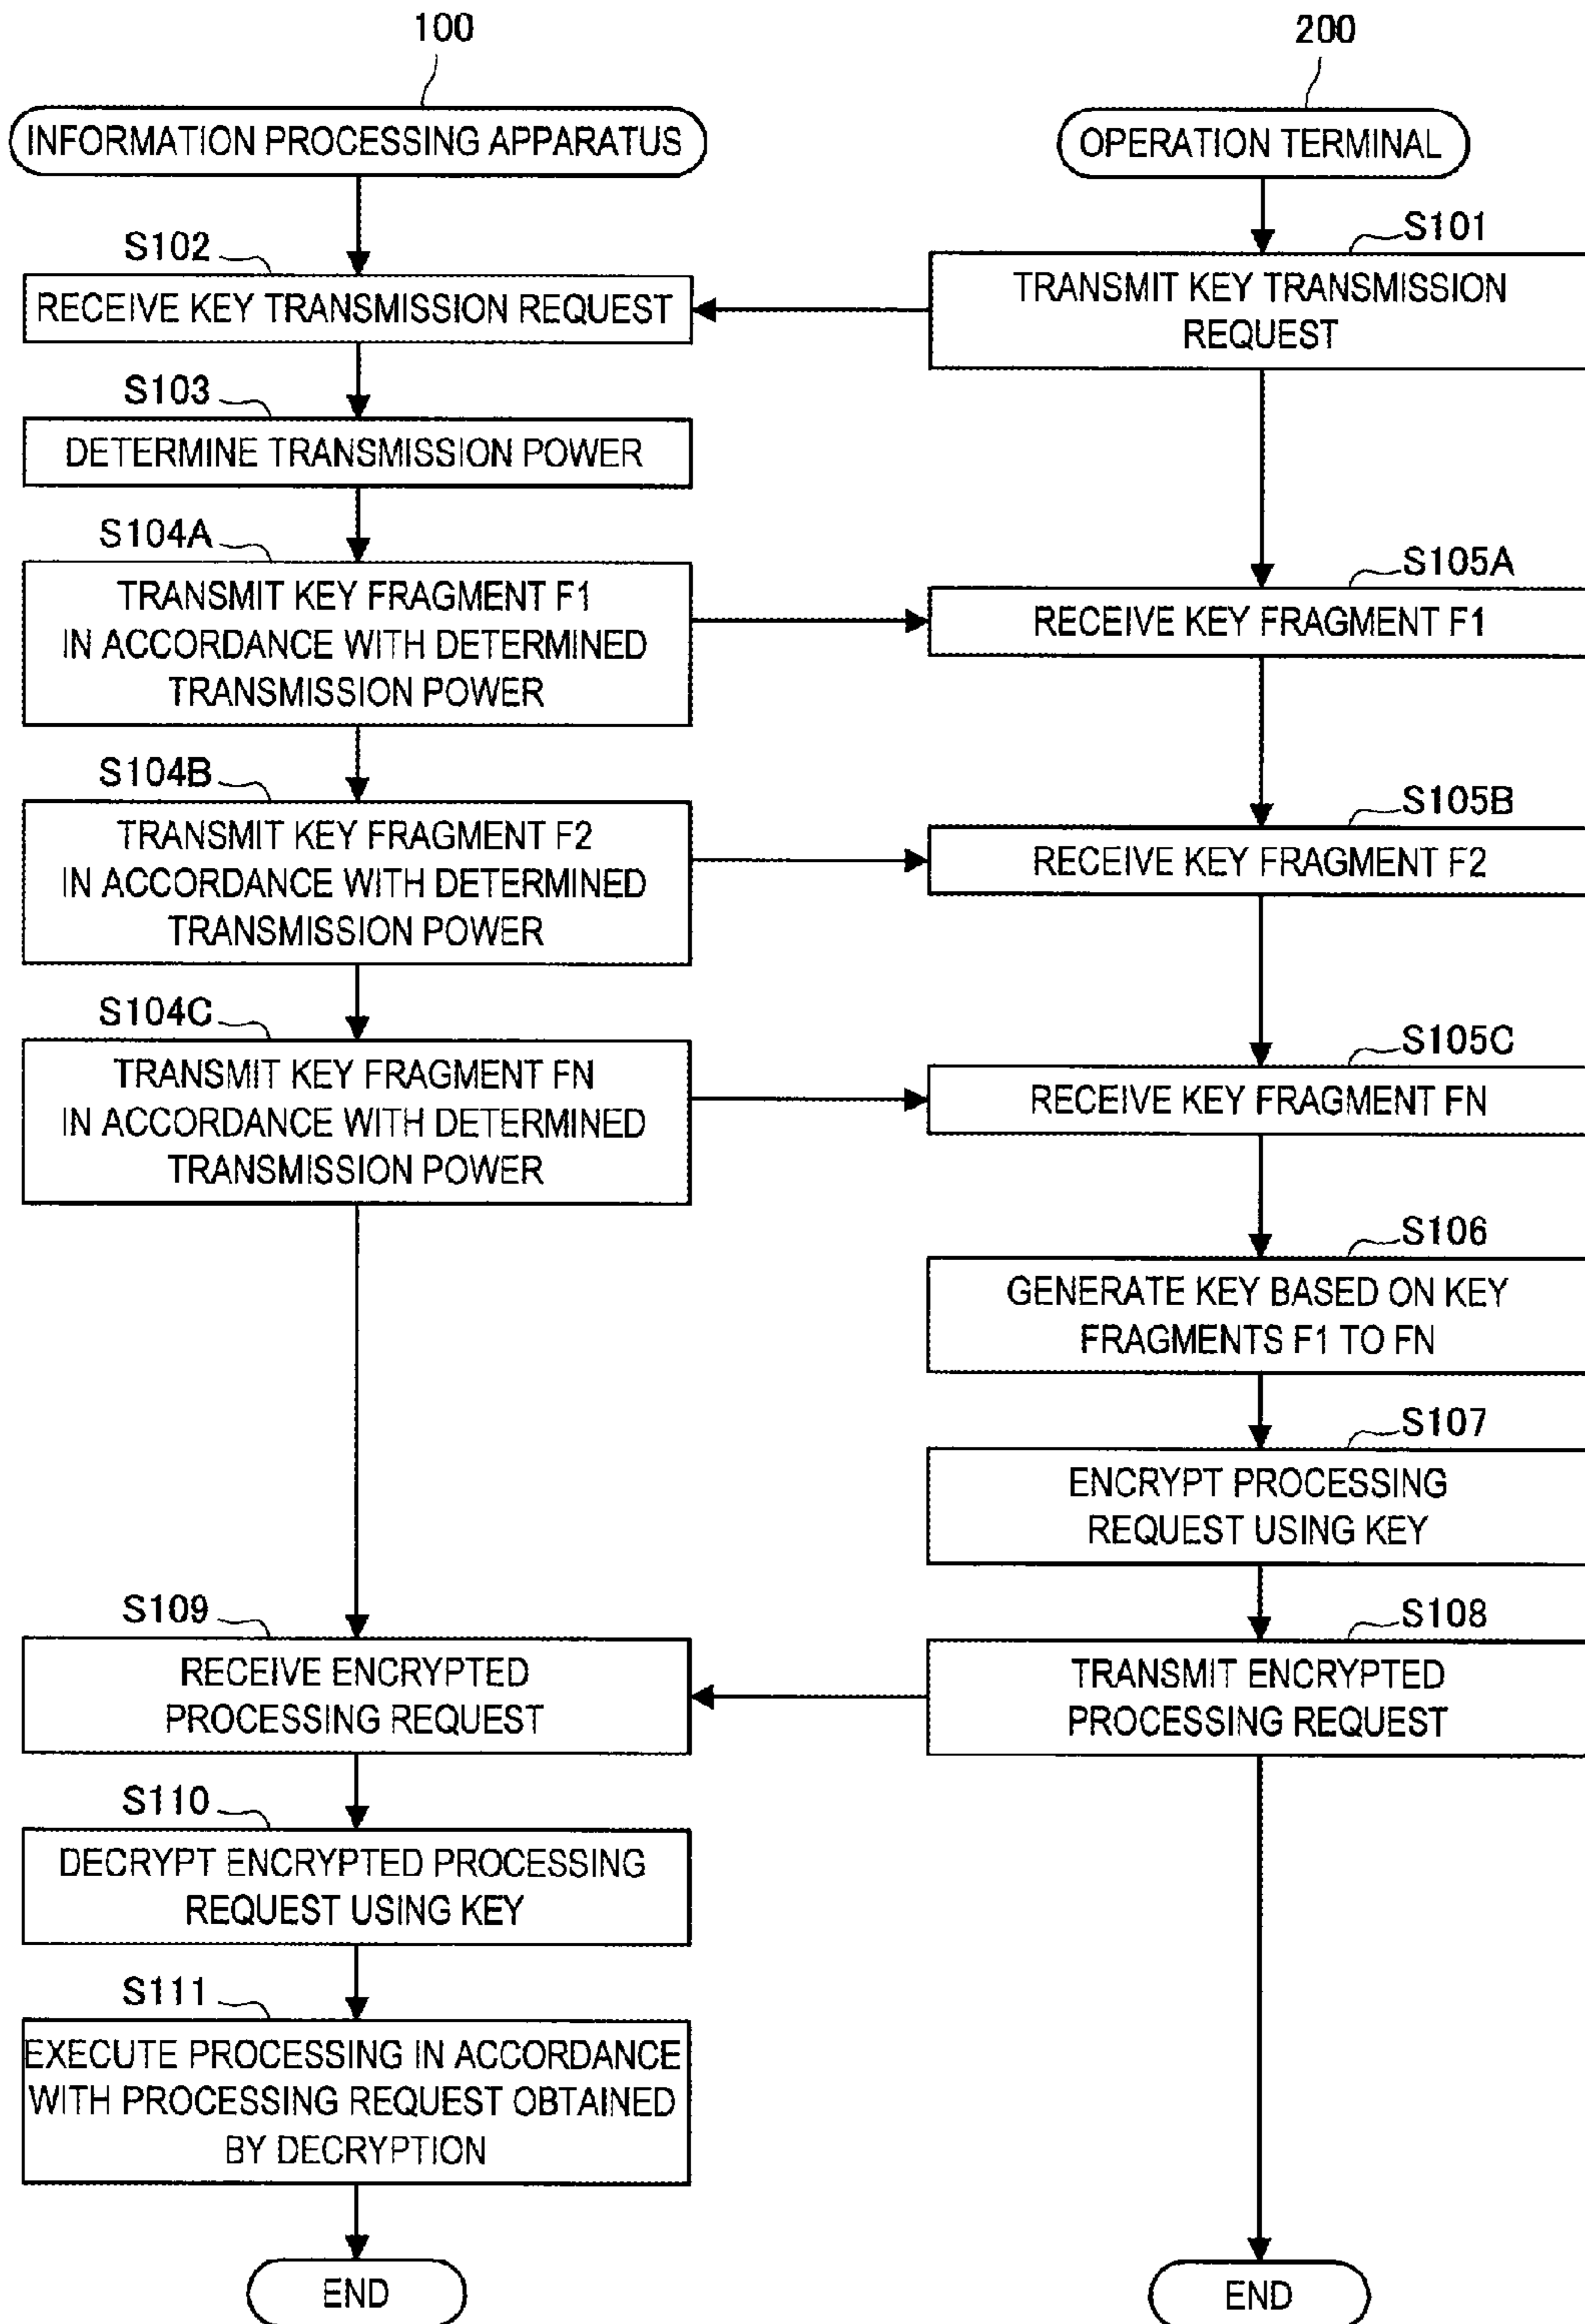 100
200
INFORMATION PROCESSING APPARATUS
OPERATION TERMINAL
S101
TRANSMIT KEY TRANSMISSION
REQUEST
S102
RECEIVE KEY TRANSMISSION REQUEST
S103
DETERMINE TRANSMISSION POWER
S104A
TRANSMIT KEY FRAGMENT F1
IN ACCORDANCE WITH DETERMINED
TRANSMISSION POWER
S105A
RECEIVE KEY FRAGMENT F1
S104B
TRANSMIT KEY FRAGMENT F2
IN ACCORDANCE WITH DETERMINED
TRANSMISSION POWER
S105B
RECEIVE KEY FRAGMENT F2
S104C
TRANSMIT KEY FRAGMENT FN
IN ACCORDANCE WITH DETERMINED
TRANSMISSION POWER
S105C
RECEIVE KEY FRAGMENT FN
S106
GENERATE KEY BASED ON KEY
FRAGMENTS F1 TO FN
S107
ENCRYPT PROCESSING
REQUEST USING KEY
S108
TRANSMIT ENCRYPTED
PROCESSING REQUEST
S109
RECEIVE ENCRYPTED
PROCESSING REQUEST
S110
DECRYPT ENCRYPTED PROCESSING
REQUEST USING KEY
S111
EXECUTE PROCESSING IN ACCORDANCE
WITH PROCESSING REQUEST OBTAINED
BY DECRYPTION
END
END